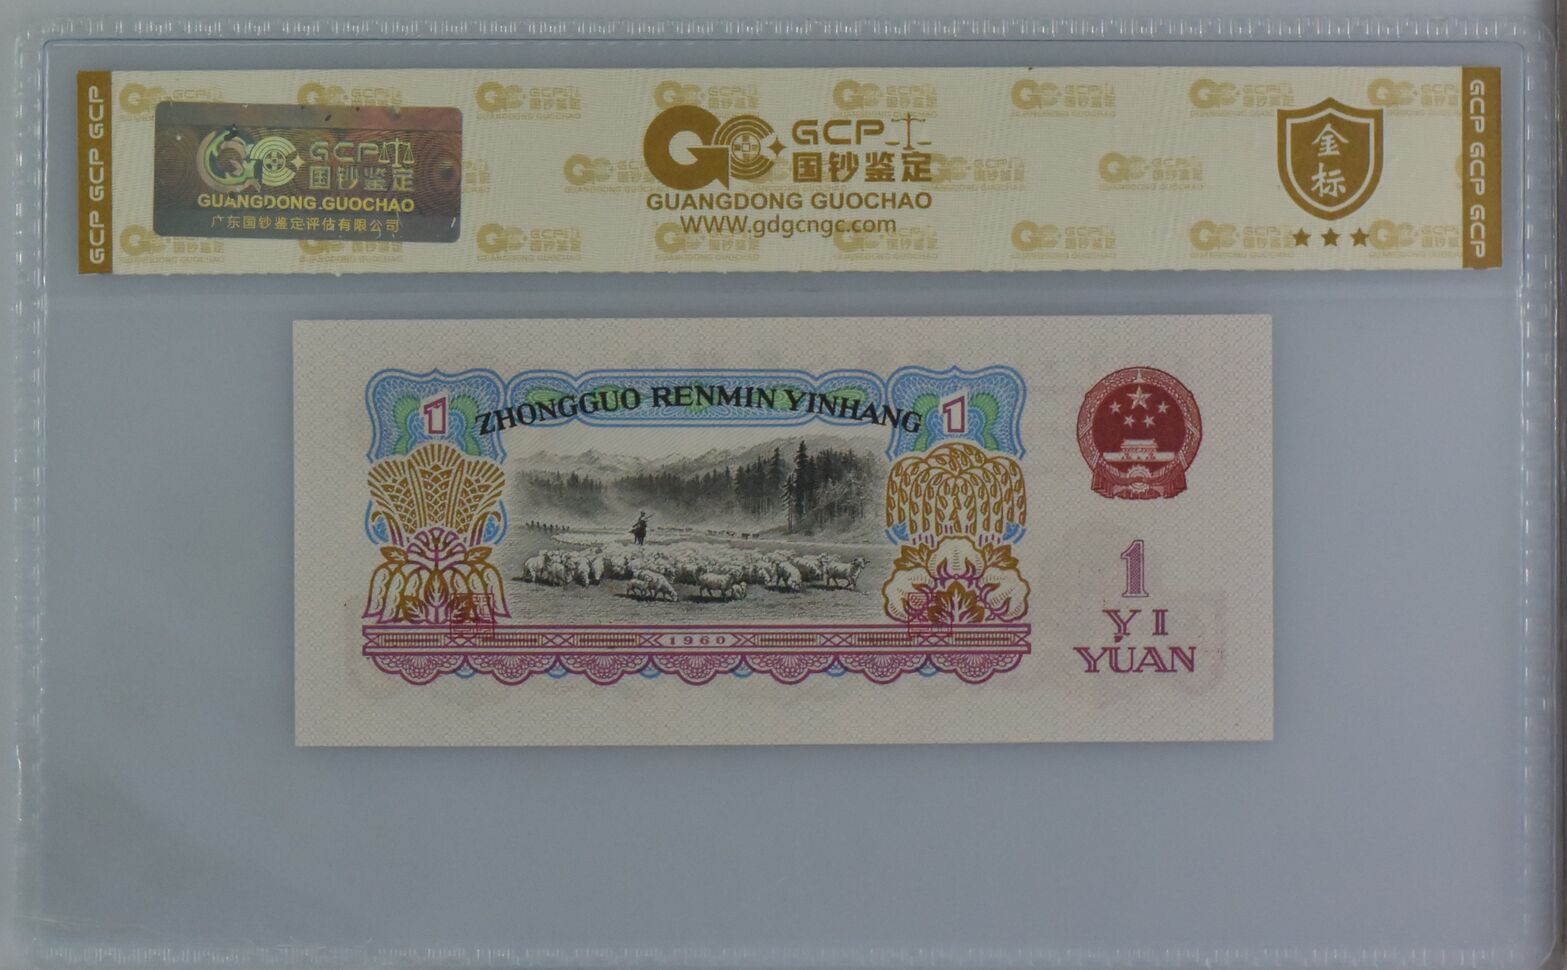 GCP GCP
GCP
国钞鉴定
GUANGDONG GUOCHAO
广东国钞鉴定评估有限公司
GCP
国钞鉴定
GUANGDONG GUOCHAO
WWW.gdgcngc.com
金
标
GCP GCP GCP
1
ZHONGGUO RENMIN YINHANG
1
1960
1
YI
YUAN